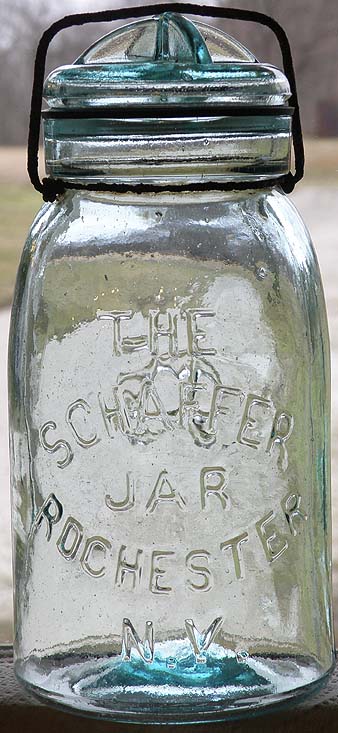 THE
SCHAFFER
JAR
ROCHESTER
N.Y.